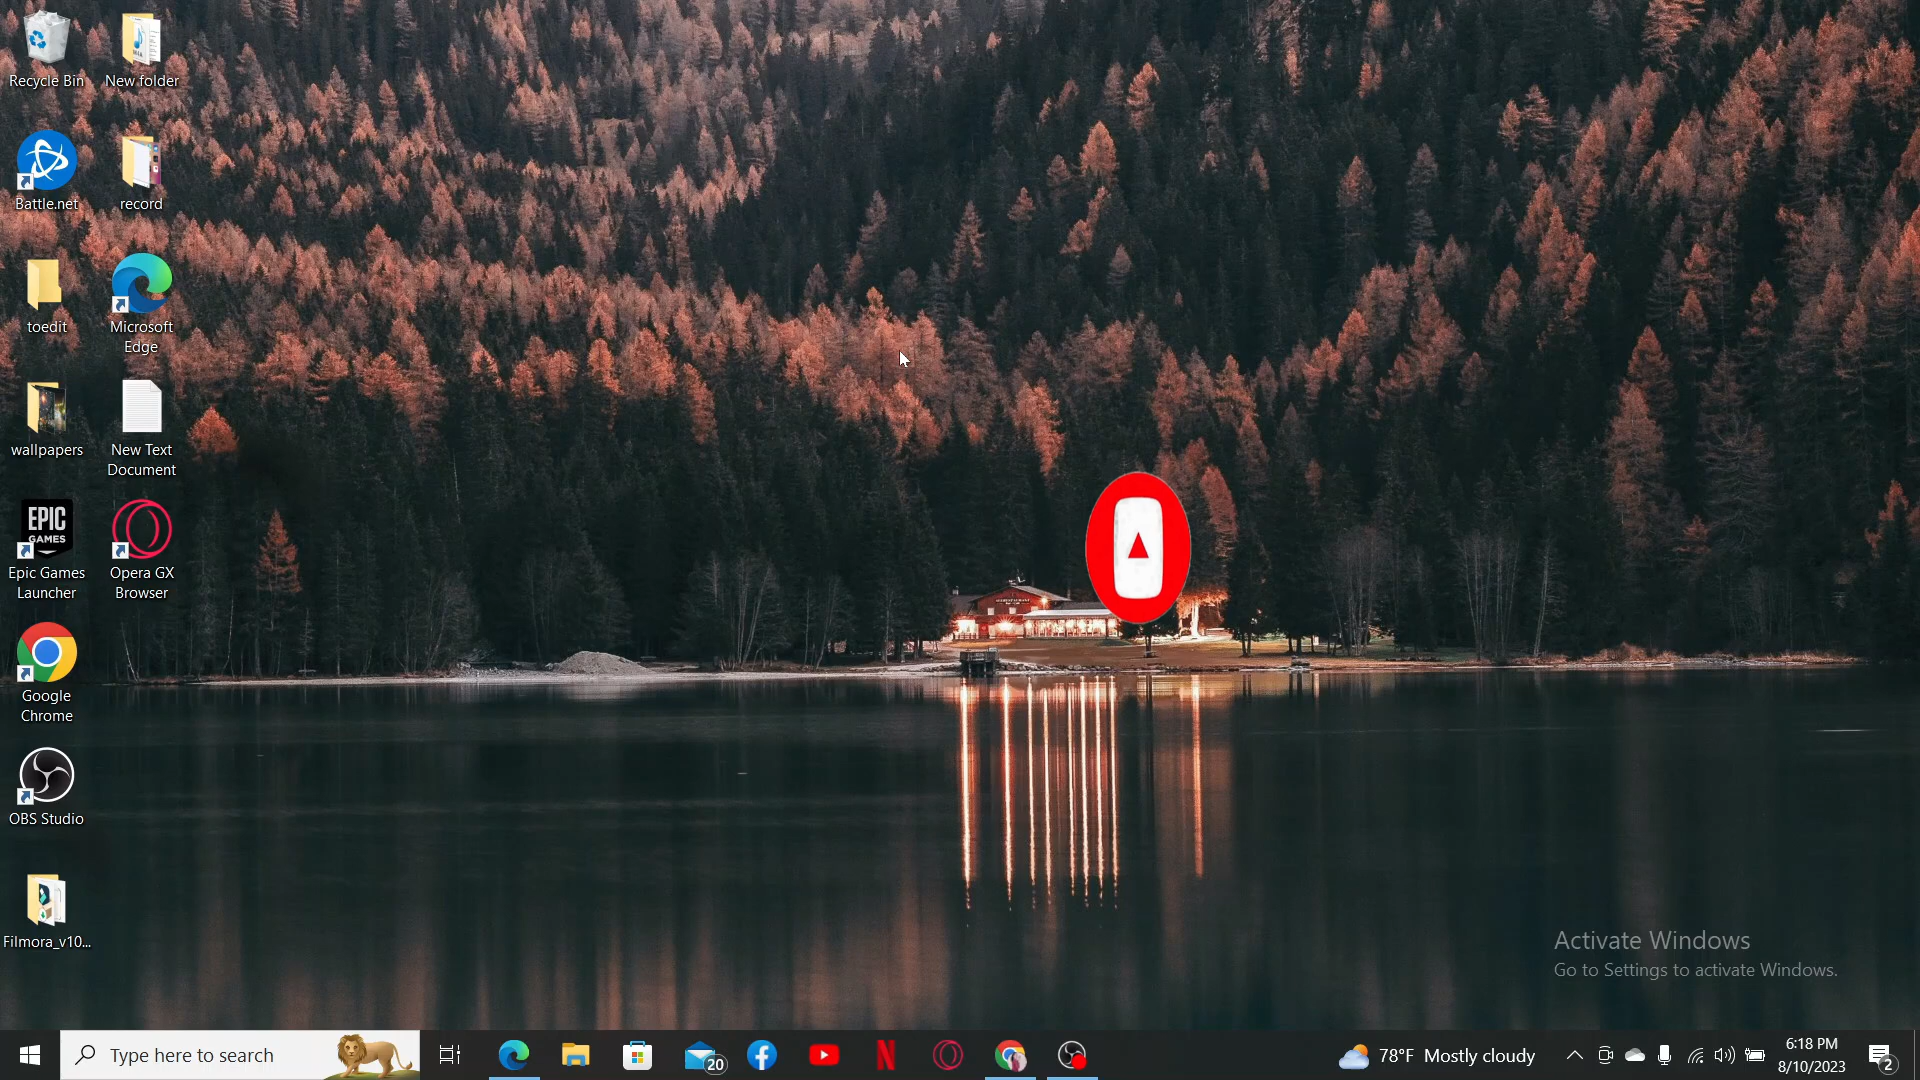 Recycle Bin
New folder
Battle.net
record
toedit
Microsoft
Edge
wallpapers
New Text
Document
EPIC
GAMES
Epic Games
Launcher
Opera GX
Browser
Google
Chrome
OBS Studio
Filmora_v10...
Activate Windows
Go to Settings to activate Windows.
Type here to search
20
78°F Mostly cloudy
6:18 PM
8/10/2023
2